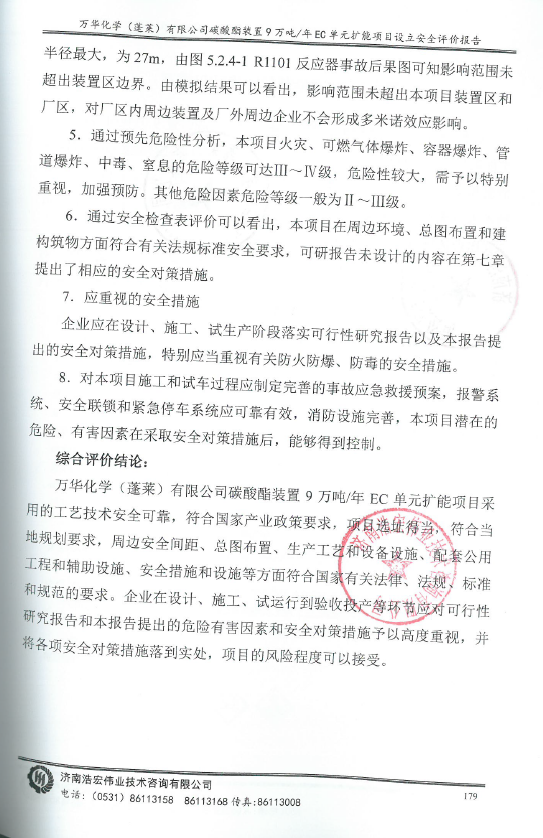 万华化学（蓬莱）有限公司碳酸酯装置9万吨/年EC单元扩能项目设立安全评价报告
半径最大，为 27m，由图 5.2.4-1 R1101 反应器事故后果图可知影响范围未
超出装置区边界。由模拟结果可以看出，影响范围未超出本项目装置区和
厂区，对厂区内周边装置及厂外周边企业不会形成多米诺效应影响。
5．通过预先危险性分析，本项目火灾、可燃气体爆炸、容器爆炸、管
道爆炸、中毒、窒息的危险等级可达Ⅲ～Ⅳ级，危险性较大，需予以特别
重视，加强预防。其他危险因素危险等级一般为Ⅱ～Ⅲ级。
6．通过安全检查表评价可以看出，本项目在周边环境、总图布置和建
构筑物方面符合有关法规标准安全要求，可研报告未设计的内容在第七章
提出了相应的安全对策措施。
7．应重视的安全措施
企业应在设计、施工、试生产阶段落实可行性研究报告以及本报告提
出的安全对策措施，特别应当重视有关防火防爆、防毒的安全措施。
8．对本项目施工和试车过程应制定完善的事故应急救援预案，报警系
统、安全联锁和紧急停车系统应可靠有效，消防设施完善，本项目潜在的
危险、有害因素在采取安全对策措施后，能够得到控制。
综合评价结论：
万华化学（蓬莱）有限公司碳酸酯装置 9 万吨/年 EC 单元扩能项目采
用的工艺技术安全可靠，符合国家产业政策要求，项目选址得当，符合当
地规划要求，周边安全间距、总图布置、生产工艺和设备设施、配套公用
工程和辅助设施、安全措施和设施等方面符合国家有关法律、法规、标准
和规范的要求。企业在设计、施工、试运行到验收投产等环节应对可行性
研究报告和本报告提出的危险有害因素和安全对策措施予以高度重视，并
将各项安全对策措施落到实处，项目的风险程度可以接受。
济南浩宏伟业技术咨询有限公司
电话：（0531）86113158 86113168 传真:86113008
179